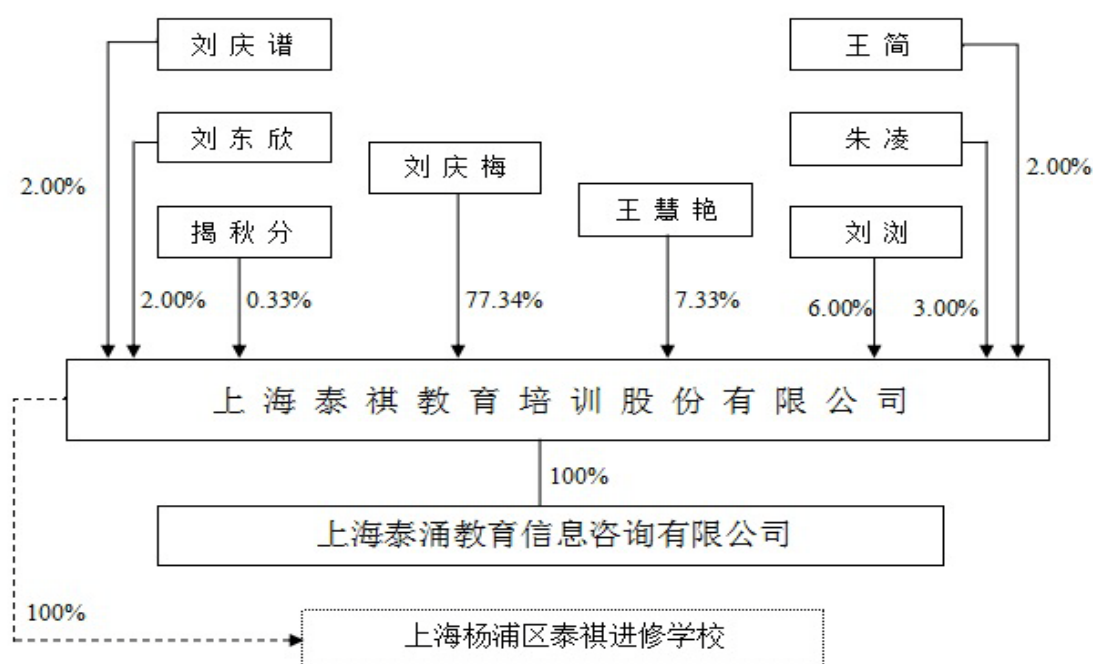 刘庆谱
王简
刘东欣
朱凌
刘庆梅
2.00%
2.00%
王慧艳
揭秋分
刘浏
2.00%
0.33%
77.34%
7.33%
6.00%
3.00%
上海泰祺教育培训股份有限公司
100%
上海泰涌教育信息咨询有限公司
100%
上海杨浦区泰祺进修学校